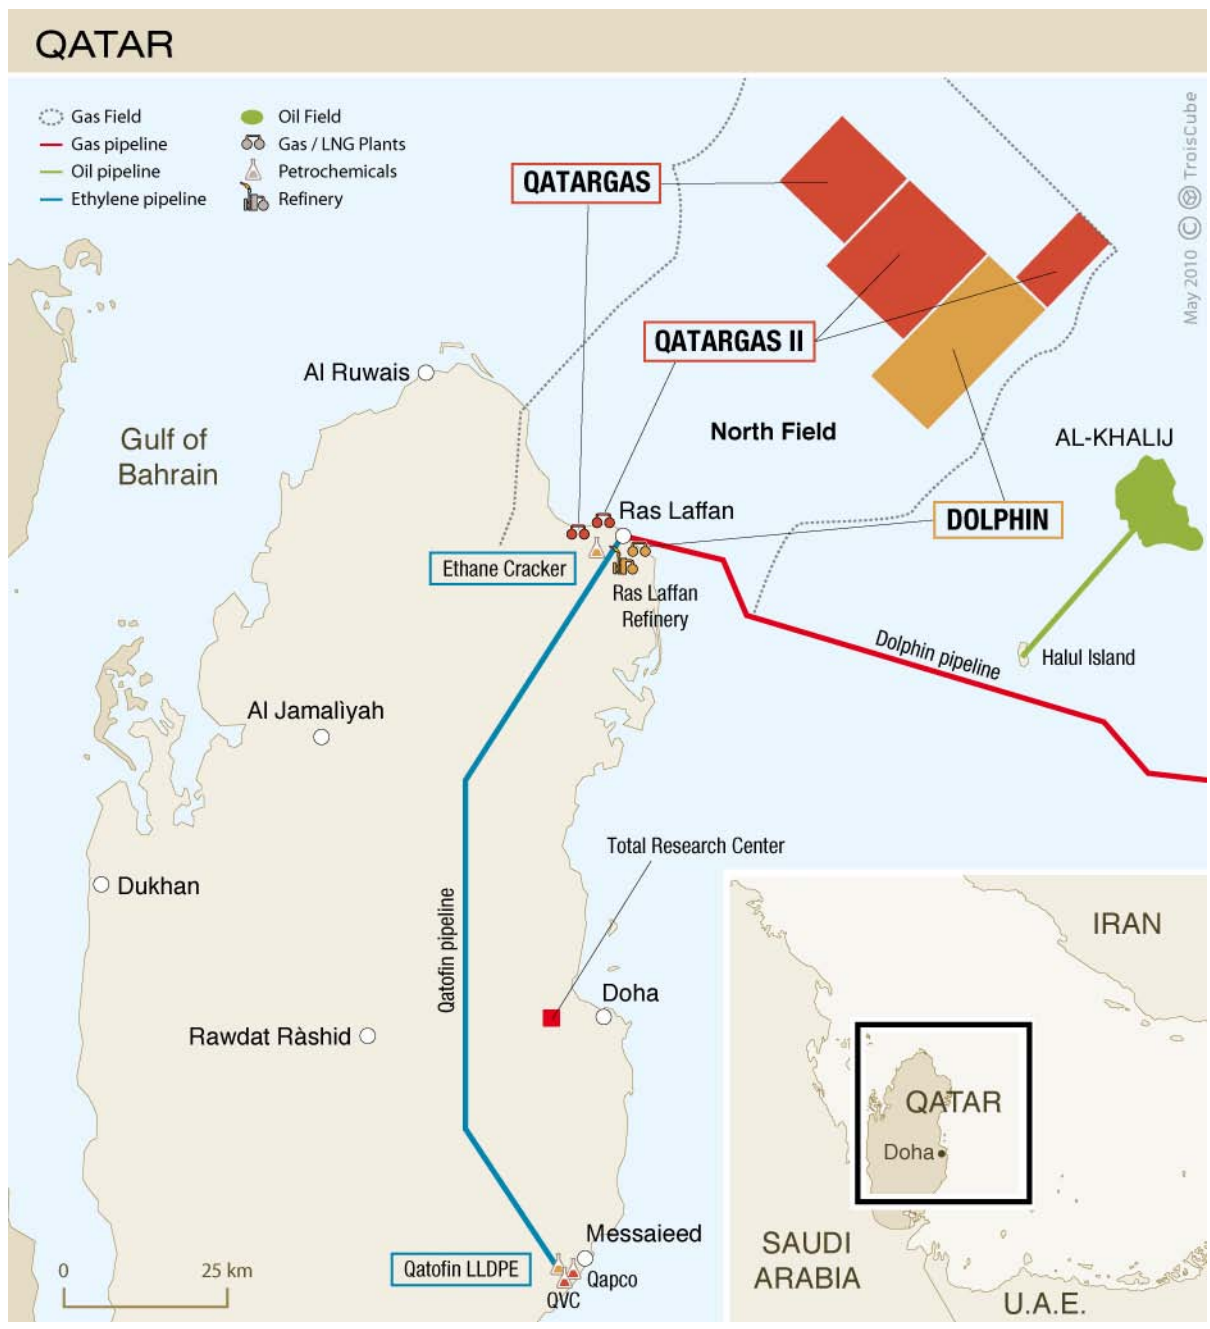 QATAR
Gas Field
Gas pipeline
Oil pipeline
Ethylene pipeline
Oil Field
Gas / LNG Plants
Petrochemicals
Refinery
May 2010 © TroisCube
QATARGAS
QATARGAS II
Al Ruwais
Gulf of
Bahrain
North Field
AL-KHALIJ
DOLPHIN
Ras Laffan
Ethane Cracker
Ras Laffan
Refinery
Dolphin pipeline
Halul Island
Al Jamalìyah
Total Research Center
Dukhan
Qatofin pipeline
Doha
Rawdat Ràshid
Messaieed
Qatofin LLDPE
Qapco
QVC
0
25 km
IRAN
QATAR
Doha
SAUDI
ARABIA
U.A.E.